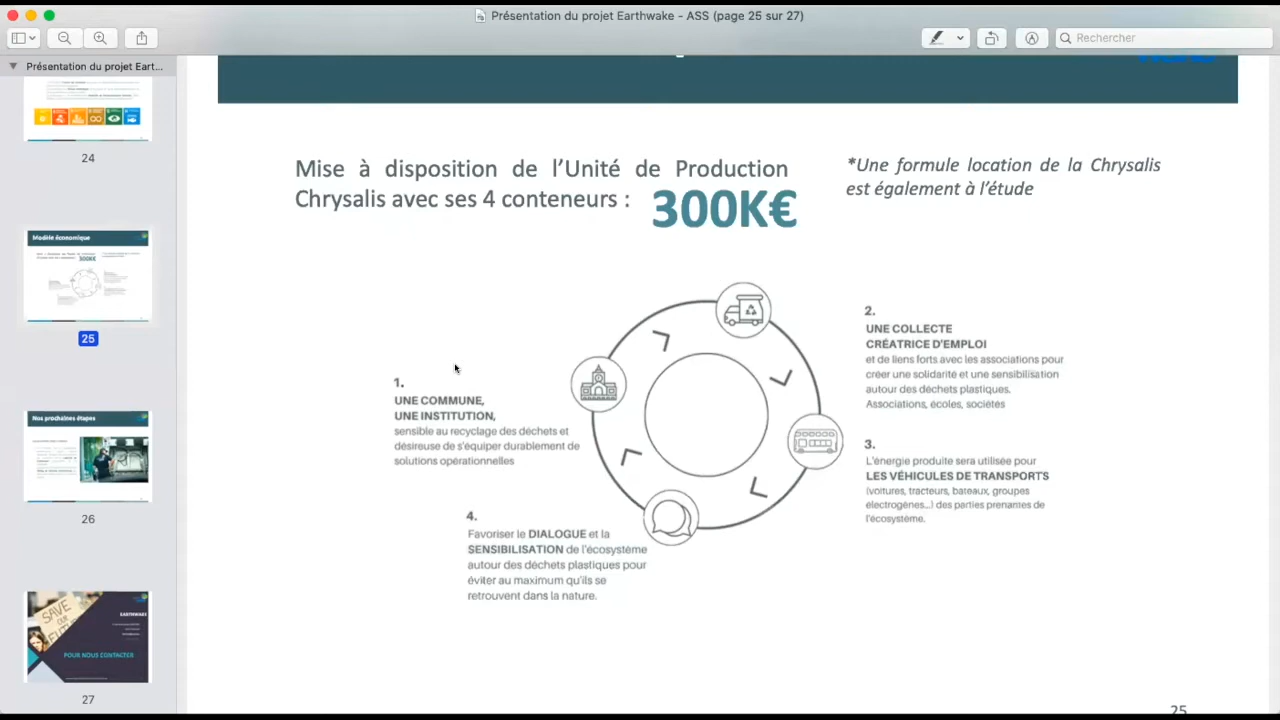 Présentation du projet Earthwake - ASS (page 25 sur 27)
Rechercher
Présentation du projet Eart...
24
Modèle économique
300K€
25
Nos prochaines étapes
26
SAVE
OUR
EARTHWAKE
POUR NOUS CONTACTER
27
Mise à disposition de l'Unité de Production
Chrysalis avec ses 4 conteneurs :
300K€
*Une formule location de la Chrysalis
est également à l'étude
1.
UNE COMMUNE,
UNE INSTITUTION,
sensible au recyclage des déchets et
désireuse de s'équiper durablement de
solutions opérationnelles
2.
UNE COLLECTE
CRÉATRICE D'EMPLOI
et de liens forts avec les associations pour
créer une solidarité et une sensibilisation
autour des déchets plastiques.
Associations, écoles, sociétés
3.
L'énergie produite sera utilisée pour
LES VÉHICULES DE TRANSPORTS
(voitures, tracteurs, bateaux, groupes
électrogènes...) des parties prenantes de
l'écosystème.
4.
Favoriser le DIALOGUE et la
SENSIBILISATION de l'écosystème
autour des déchets plastiques pour
éviter au maximum qu'ils se
retrouvent dans la nature.
25